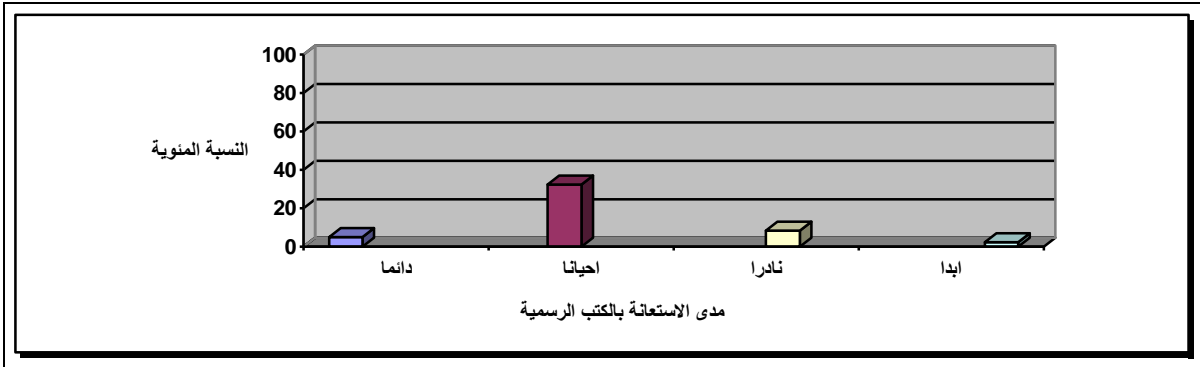 100
80
60
40
20
0
النسبة المئوية
دائما
احيانا
نادرا
ابدا
مدى الاستعانة بالكتب الرسمية